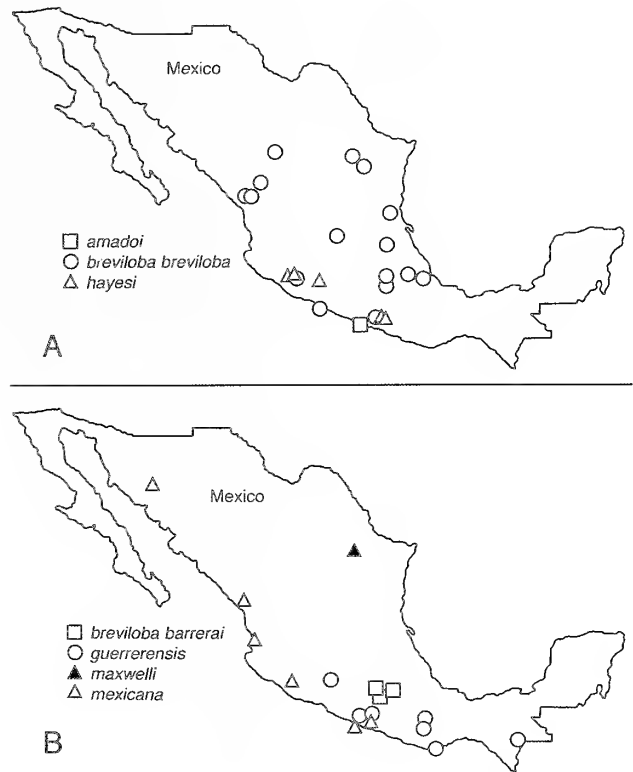 Mexico
amadoi
breviloba breviloba
hayesi
A
Mexico
breviloba barrerai
guerrerensis
maxwelli
mexicana
B